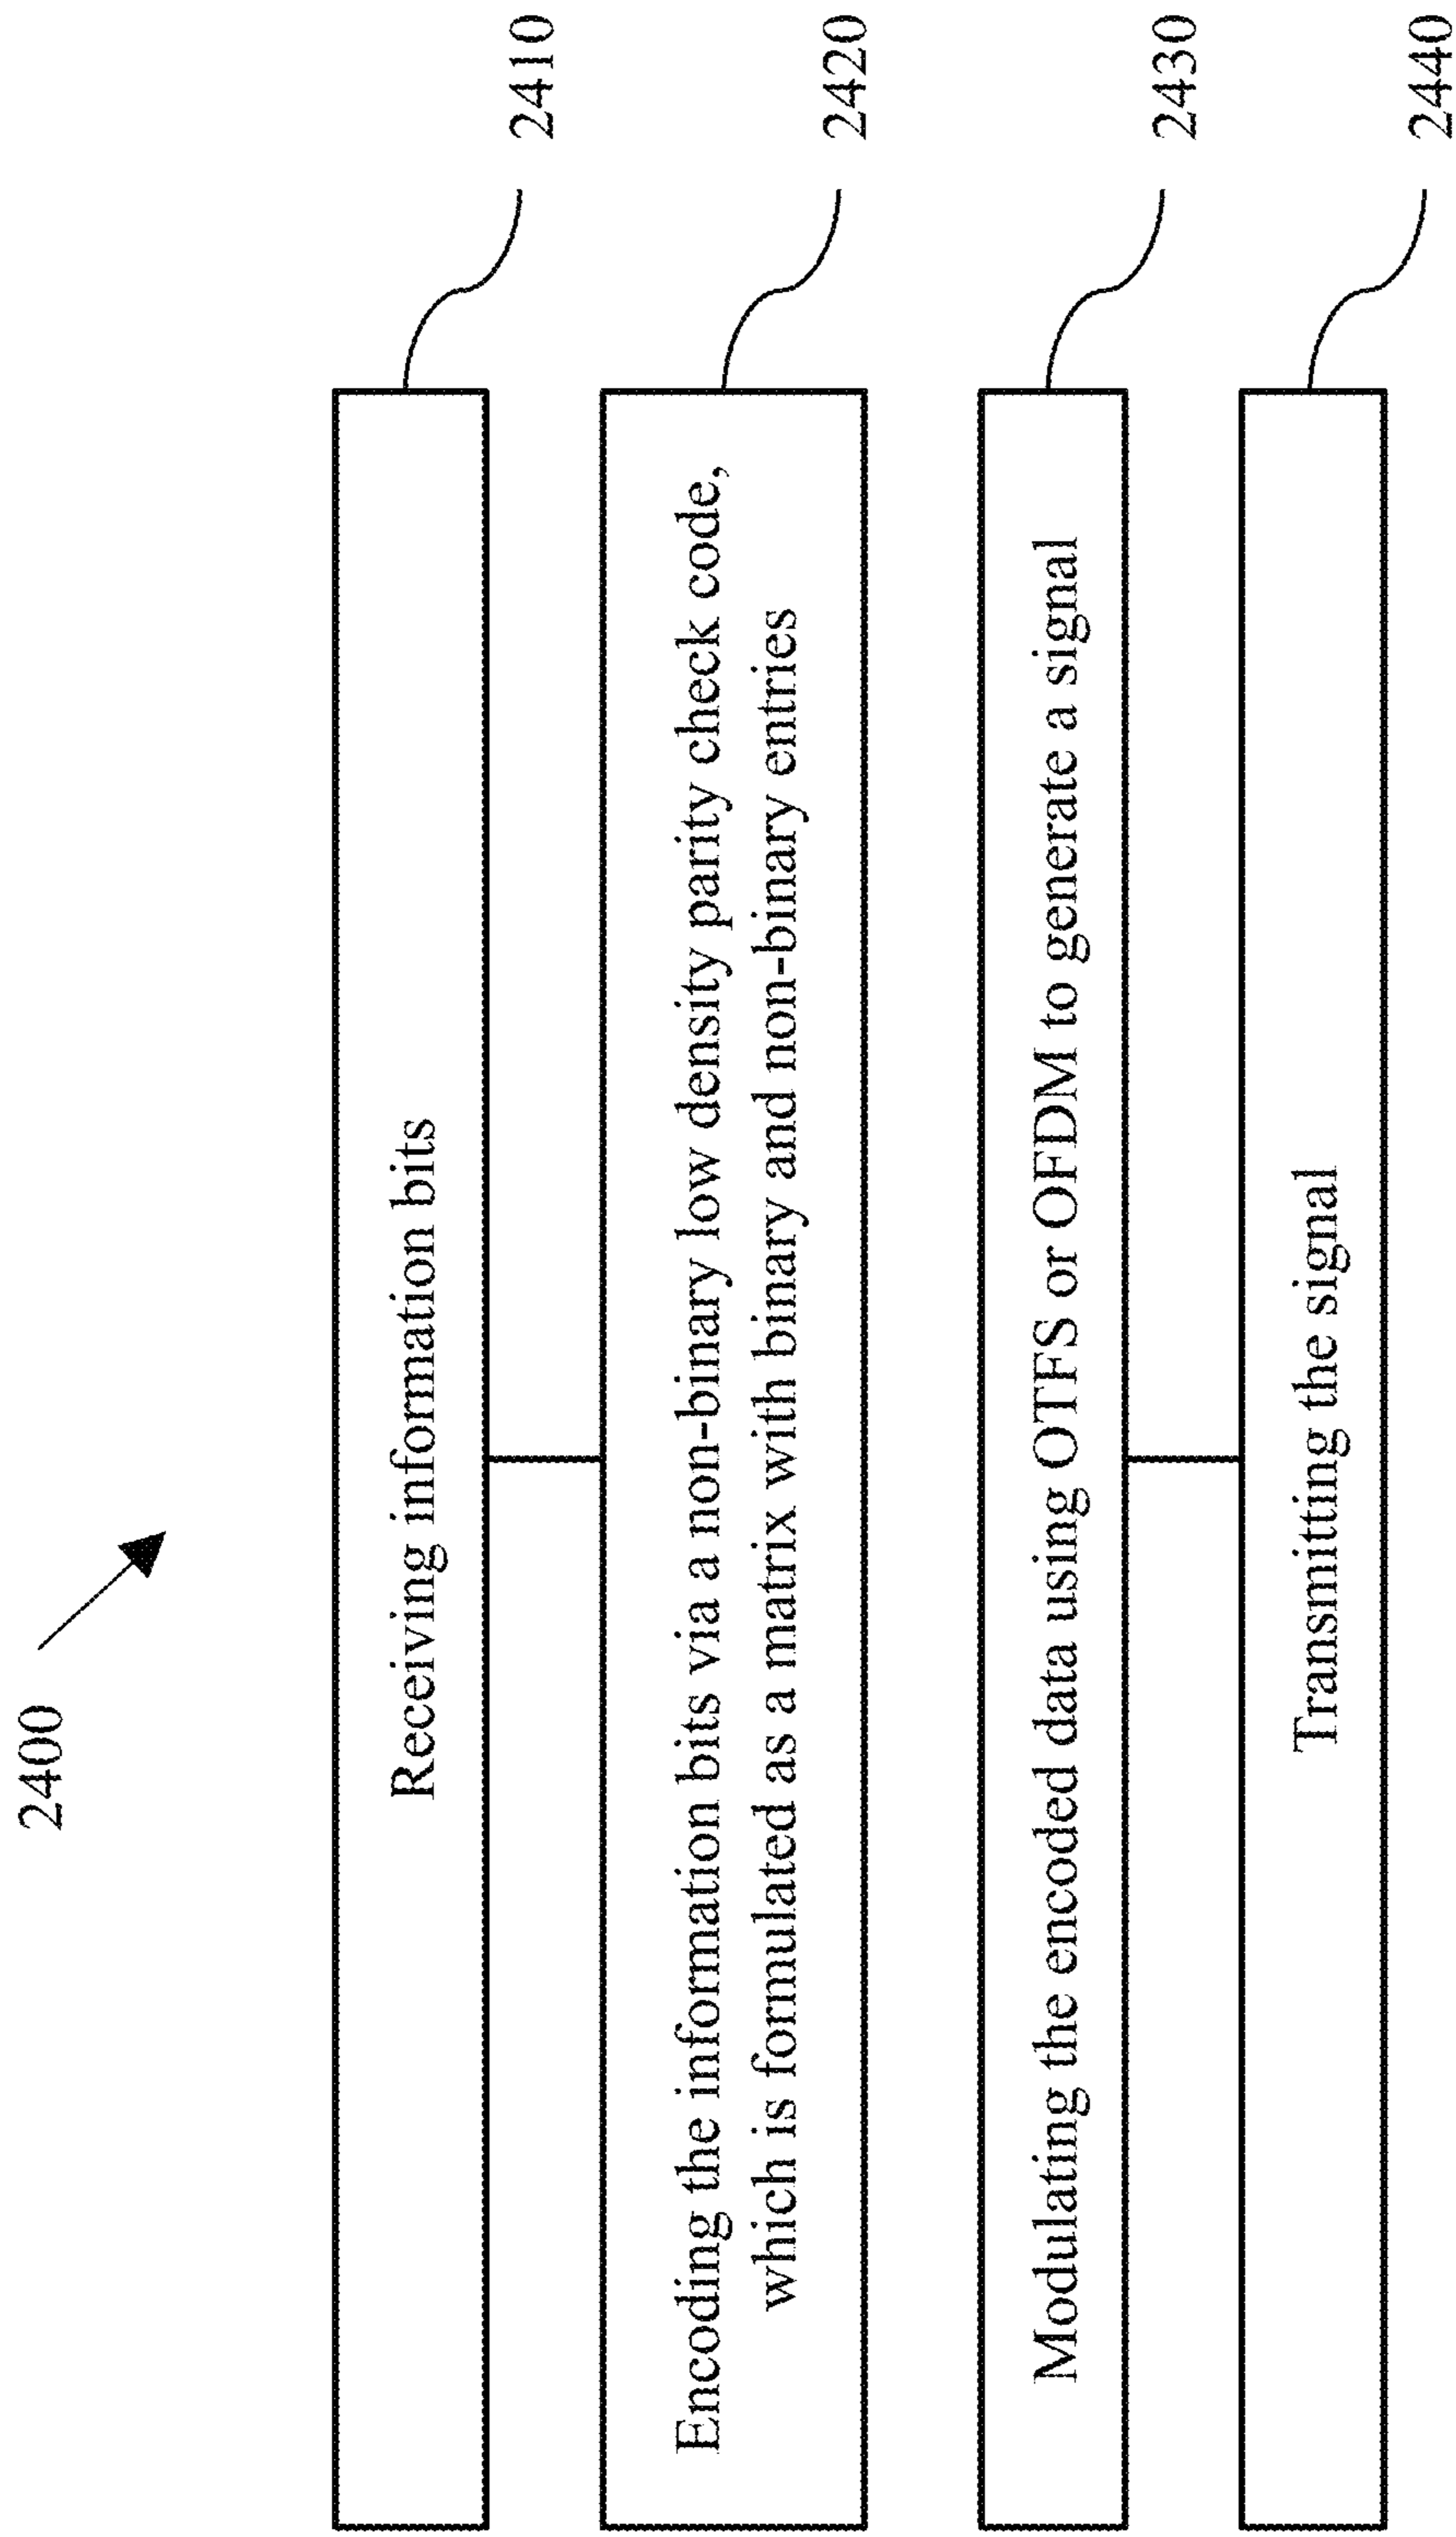 2400
Receiving information bits
2410
Encoding the information bits via a non-binary low density parity check code,
which is formulated as a matrix with binary and non-binary entries
2420
Modulating the encoded data using OTFS or OFDM to generate a signal
2430
Transmitting the signal
2440